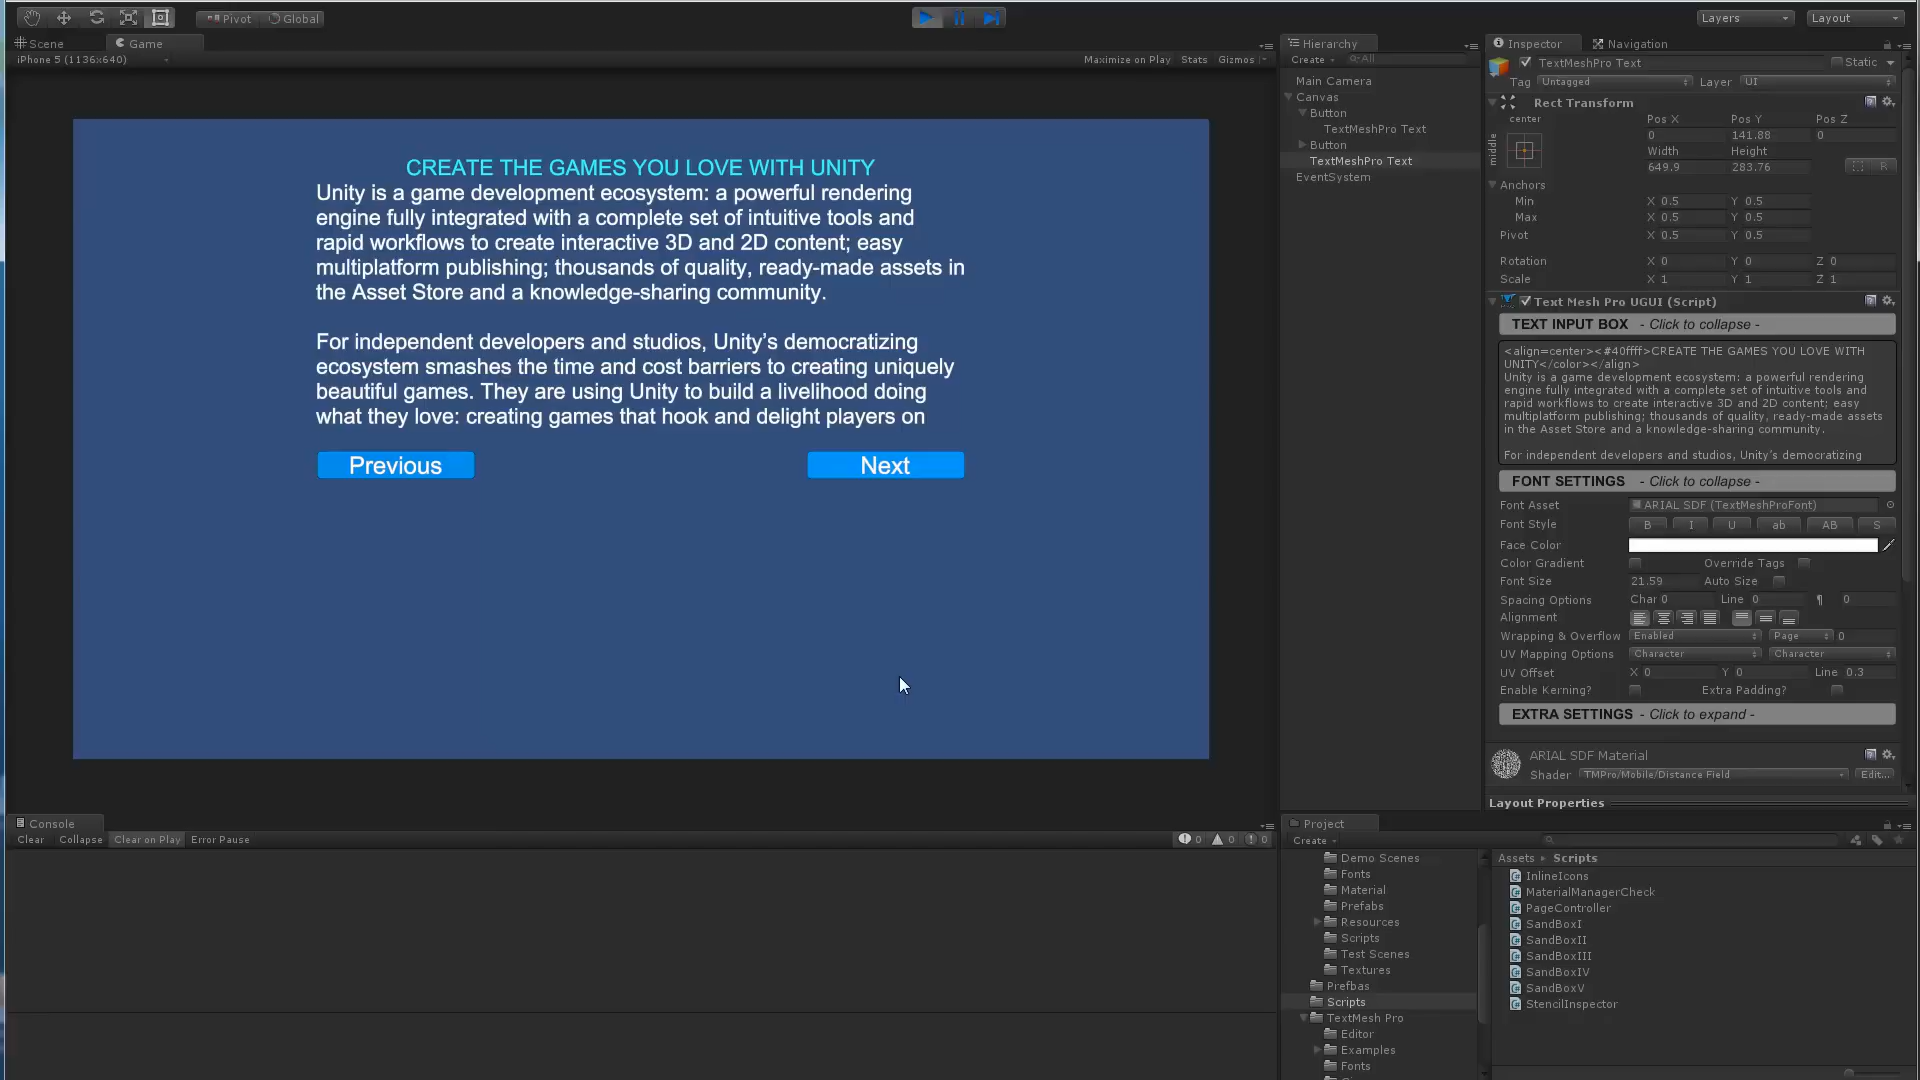 Pivot Global
Layers Layout
Scene Game
iPhone 5 (1136x640)
Maximize on Play Stats Gizmos
CREATE THE GAMES YOU LOVE WITH UNITY
Unity is a game development ecosystem: a powerful rendering
engine fully integrated with a complete set of intuitive tools and
rapid workflows to create interactive 3D and 2D content; easy
multiplatform publishing; thousands of quality, ready-made assets in
the Asset Store and a knowledge-sharing community.
For independent developers and studios, Unity’s democratizing
ecosystem smashes the time and cost barriers to creating uniquely
beautiful games. They are using Unity to build a livelihood doing
what they love: creating games that hook and delight players on
Previous Next
Console
Clear Collapse Clear on Play Error Pause
0 0 0
Hierarchy
Create All
Main Camera
Canvas
Button
TextMeshPro Text
Button
TextMeshPro Text
EventSystem
Inspector Navigation
TextMeshPro Text Static
Tag Untagged Layer UI
Rect Transform
center
middle
Pos X Pos Y Pos Z
0 141.88 0
Width Height
649.9 283.76
R
Anchors
Min X 0.5 Y 0.5
Max X 0.5 Y 0.5
Pivot X 0.5 Y 0.5
Rotation X 0 Y 0 Z 0
Scale X 1 Y 1 Z 1
Text Mesh Pro UGUI (Script)
TEXT INPUT BOX - Click to collapse -
<align=center><#40ffff>CREATE THE GAMES YOU LOVE WITH
UNITY</color></align>
Unity is a game development ecosystem: a powerful rendering
engine fully integrated with a complete set of intuitive tools and
rapid workflows to create interactive 3D and 2D content; easy
multiplatform publishing; thousands of quality, ready-made assets
in the Asset Store and a knowledge-sharing community.
For independent developers and studios, Unity’s democratizing
FONT SETTINGS - Click to collapse -
Font Asset ARIAL SDF (TextMeshProFont)
Font Style B I U ab AB S
Face Color
Color Gradient Override Tags
Font Size 21.59 Auto Size
Spacing Options Char 0 Line 0 ¶ 0
Alignment
Wrapping & Overflow Enabled Page 0
UV Mapping Options Character Character
UV Offset X 0 Y 0 Line 0.3
Enable Kerning? Extra Padding?
EXTRA SETTINGS - Click to expand -
ARIAL SDF Material
Shader TMPro/Mobile/Distance Field Edit...
Layout Properties
Project
Create
Demo Scenes
Fonts
Material
Prefabs
Resources
Scripts
Test Scenes
Textures
Prefbas
Scripts
TextMesh Pro
Editor
Examples
Fonts
Assets Scripts
InlineIcons
MaterialManagerCheck
PageController
SandBoxI
SandBoxII
SandBoxIII
SandBoxIV
SandBoxV
StencilInspector